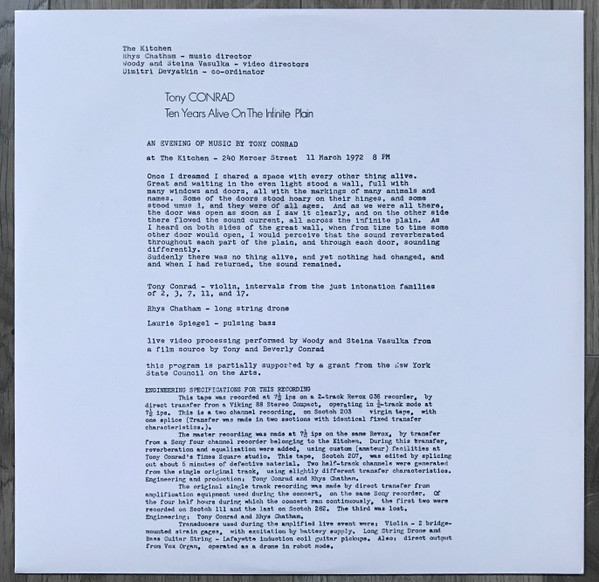 The Kitchen
Rhys Chatham - music director
Woody and Steina Vasulka - video directors
Dimitri Devyatkin - co-ordinator
Tony CONRAD
Ten Years Alive On The Infinite Plain
AN EVENING OF MUSIC BY TONY CONRAD
at The Kitchen - 240 Mercer Street 11 March 1972 8 PM
Once I dreamed I shared a space with every other thing alive.
Great and waiting in the even light stood a wall, full with
many windows and doors, all with the markings of many animals and
names. Some of the doors stood hoary on their hinges, and some
stood unused, and they were of all ages. And as we were all there,
the door was open as soon as I saw it clearly, and on the other side
there flowed the sound current, all across the infinite plain. As
I heard on both sides of the great wall, when from time to time some
other door would open, I would perceive that the sound reverberated
throughout each part of the plain, and through each door, sounding
differently.
Suddenly there was no thing alive, and yet nothing had changed, and
and when I had returned, the sound remained.
Tony Conrad - violin, intervals from the just intonation families
of 2, 3, 7, 11, and 17.
Rhys Chatham - long string drone
Laurie Spiegel - pulsing bass
live video processing performed by Woody and Steina Vasulka from
a film source by Tony and Beverly Conrad
this program is partially supported by a grant from the New York
State Council on the Arts.
ENGINEERING SPECIFICATIONS FOR THIS RECORDING
This tape was recorded at 7½ ips on a 2-track Revox G36 recorder, by
direct transfer from a Viking 88 Stereo Compact, operating in ½-track mode at
7½ ips. This is a two channel recording, on Scotch 203 virgin tape, with
one splice (Transfer was made in two sections with identical fixed transfer
characteristics.).
The master recording was made at 7½ ips on the same Revox, by transfer
from a Sony four channel recorder belonging to the Kitchen. During this transfer,
reverberation and equalization were added, using custom (amateur) facilities at
Tony Conrad's Times Square studio. This tape, Scotch 207, was edited by splicing
out about 5 minutes of defective material. Two half-track channels were generated
from the single original track, using slightly different transfer characteristics.
Engineering and production: Tony Conrad and Rhys Chatham.
The original single track recording was made by direct transfer from
amplification equipment used during the concert, on the same Sony recorder. Of
the four half hours during which the concert ran continuously, the first two were
recorded on Scotch 111 and the last on Scotch 282. The third was lost.
Engineering: Tony Conrad and Rhys Chatham.
Transducers used during the amplified live event were: Violin - 2 bridge-
mounted strain gages, with excitation by battery supply. Long String Drone and
Bass Guitar String - Lafayette induction coil guitar pickups. Also: direct output
from Vox Organ, operated as a drone in robot mode.